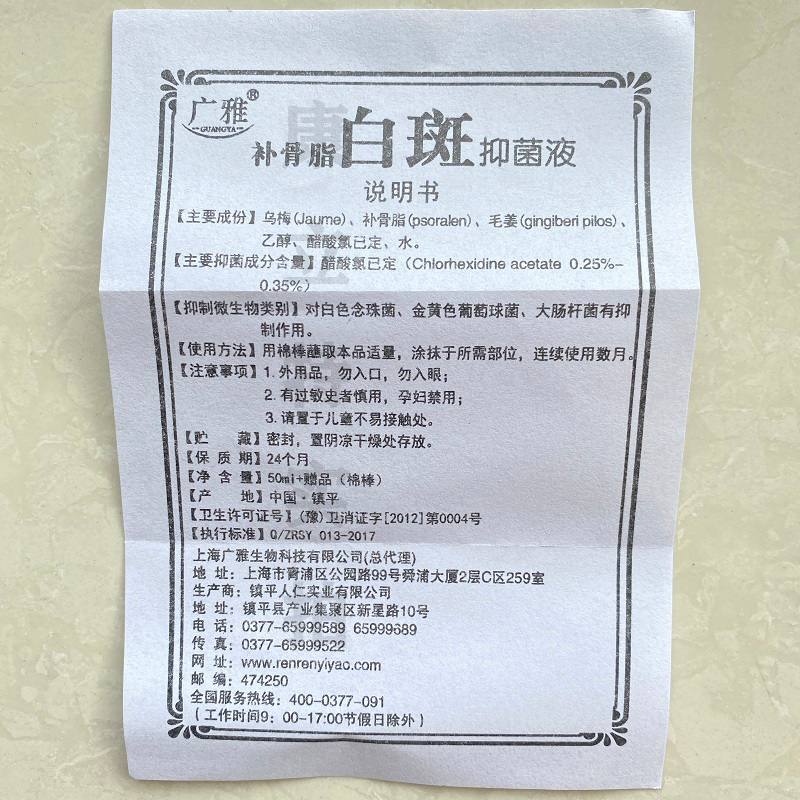 广雅®
GUANGYA
补骨脂白斑抑菌液
说明书
【主要成份】乌梅(Jaume)、补骨脂(psoralen)、毛姜(gingiberi pilos)、
乙醇、醋酸氯已定、水。
【主要抑菌成分含量】醋酸氯已定（Chlorhexidine acetate 0.25%-
0.35%）
【抑制微生物类别】对白色念珠菌、金黄色葡萄球菌、大肠杆菌有抑
制作用。
【使用方法】用棉棒蘸取本品适量，涂抹于所需部位，连续使用数月。
【注意事项】1. 外用品，勿入口，勿入眼；
2. 有过敏史者慎用，孕妇禁用；
3. 请置于儿童不易接触处。
【贮 藏】密封，置阴凉干燥处存放。
【保 质 期】24个月
【净 含 量】50ml+赠品（棉棒）
【产 地】中国·镇平
【卫生许可证号】(豫)卫消证字[2012]第0004号
【执行标准】Q/ZRSY 013-2017
上海广雅生物科技有限公司(总代理)
地 址：上海市青浦区公园路99号舜浦大厦2层C区259室
生产商：镇平人仁实业有限公司
地 址：镇平县产业集聚区新星路10号
电 话：0377-65999589 65999689
传 真：0377-65999522
网 址：www.renrenyiyao.com
邮 编：474250
全国服务热线：400-0377-091
（工作时间9：00-17:00节假日除外）